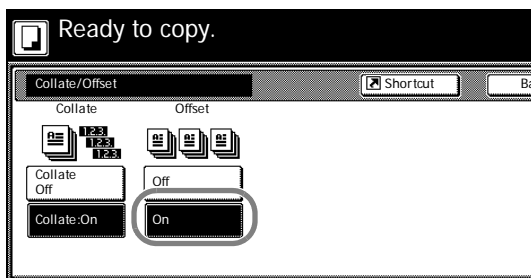 Ready to copy.
Collate/Offset
Shortcut
Ba
Collate
Offset
1.2.3.
1.2.3.
1.2.3.
Collate
Off
Off
Collate:On
On